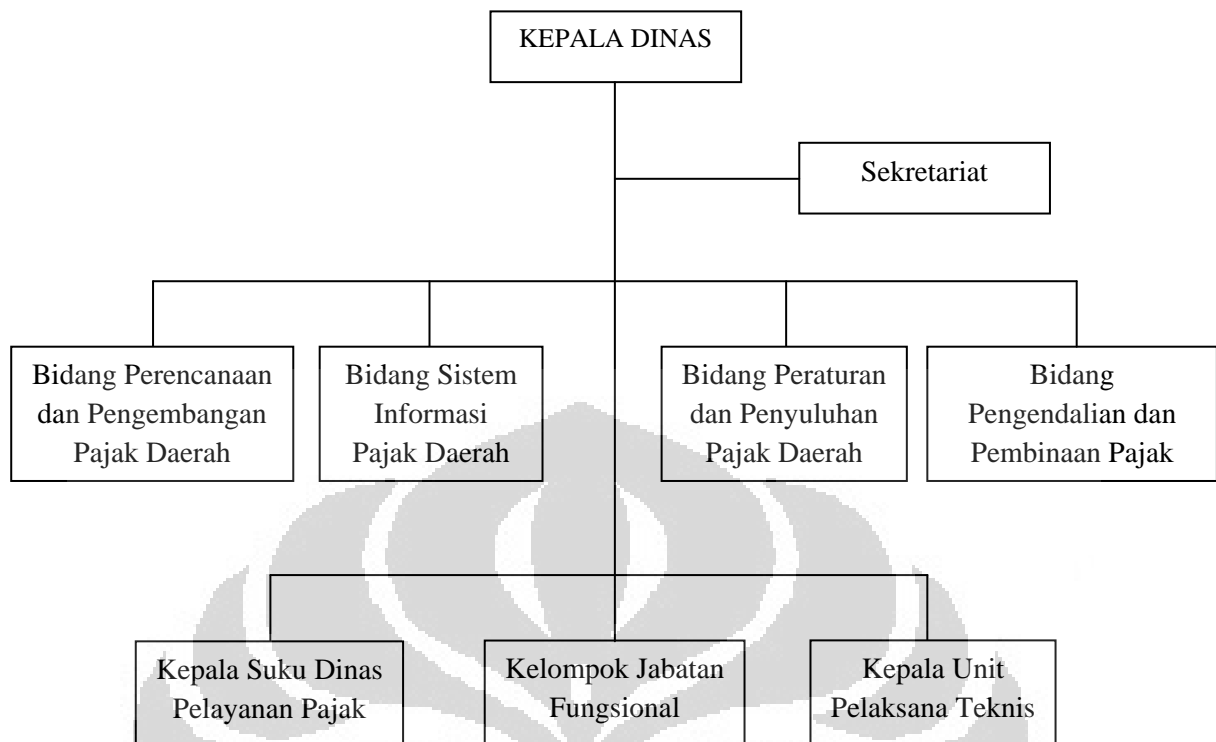 KEPALA DINAS
Sekretariat
Bidang Perencanaan
dan Pengembangan
Pajak Daerah
Bidang Sistem
Informasi
Pajak Daerah
Bidang Peraturan
dan Penyuluhan
Pajak Daerah
Bidang
Pengendalian dan
Pembinaan Pajak
Kepala Suku Dinas
Pelayanan Pajak
Kelompok Jabatan
Fungsional
Kepala Unit
Pelaksana Teknis